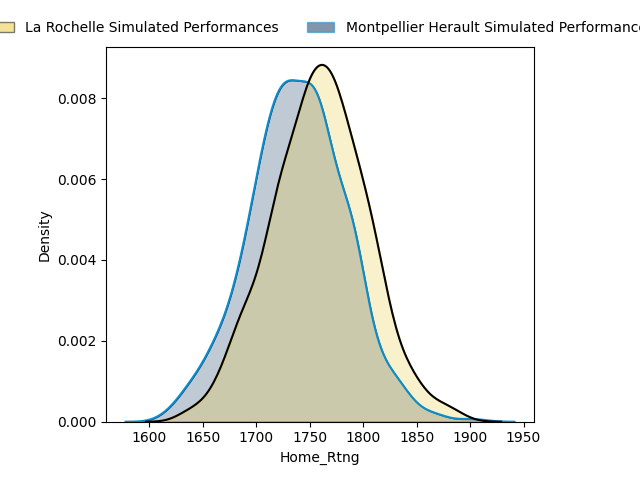 La Rochelle Simulated Performances Montpellier Herault Simulated
0.008
0.006
0.004
0.002
0.000
Density
1600 1650 1700 1750 1800 1850 1900 1950
Home_Rtng